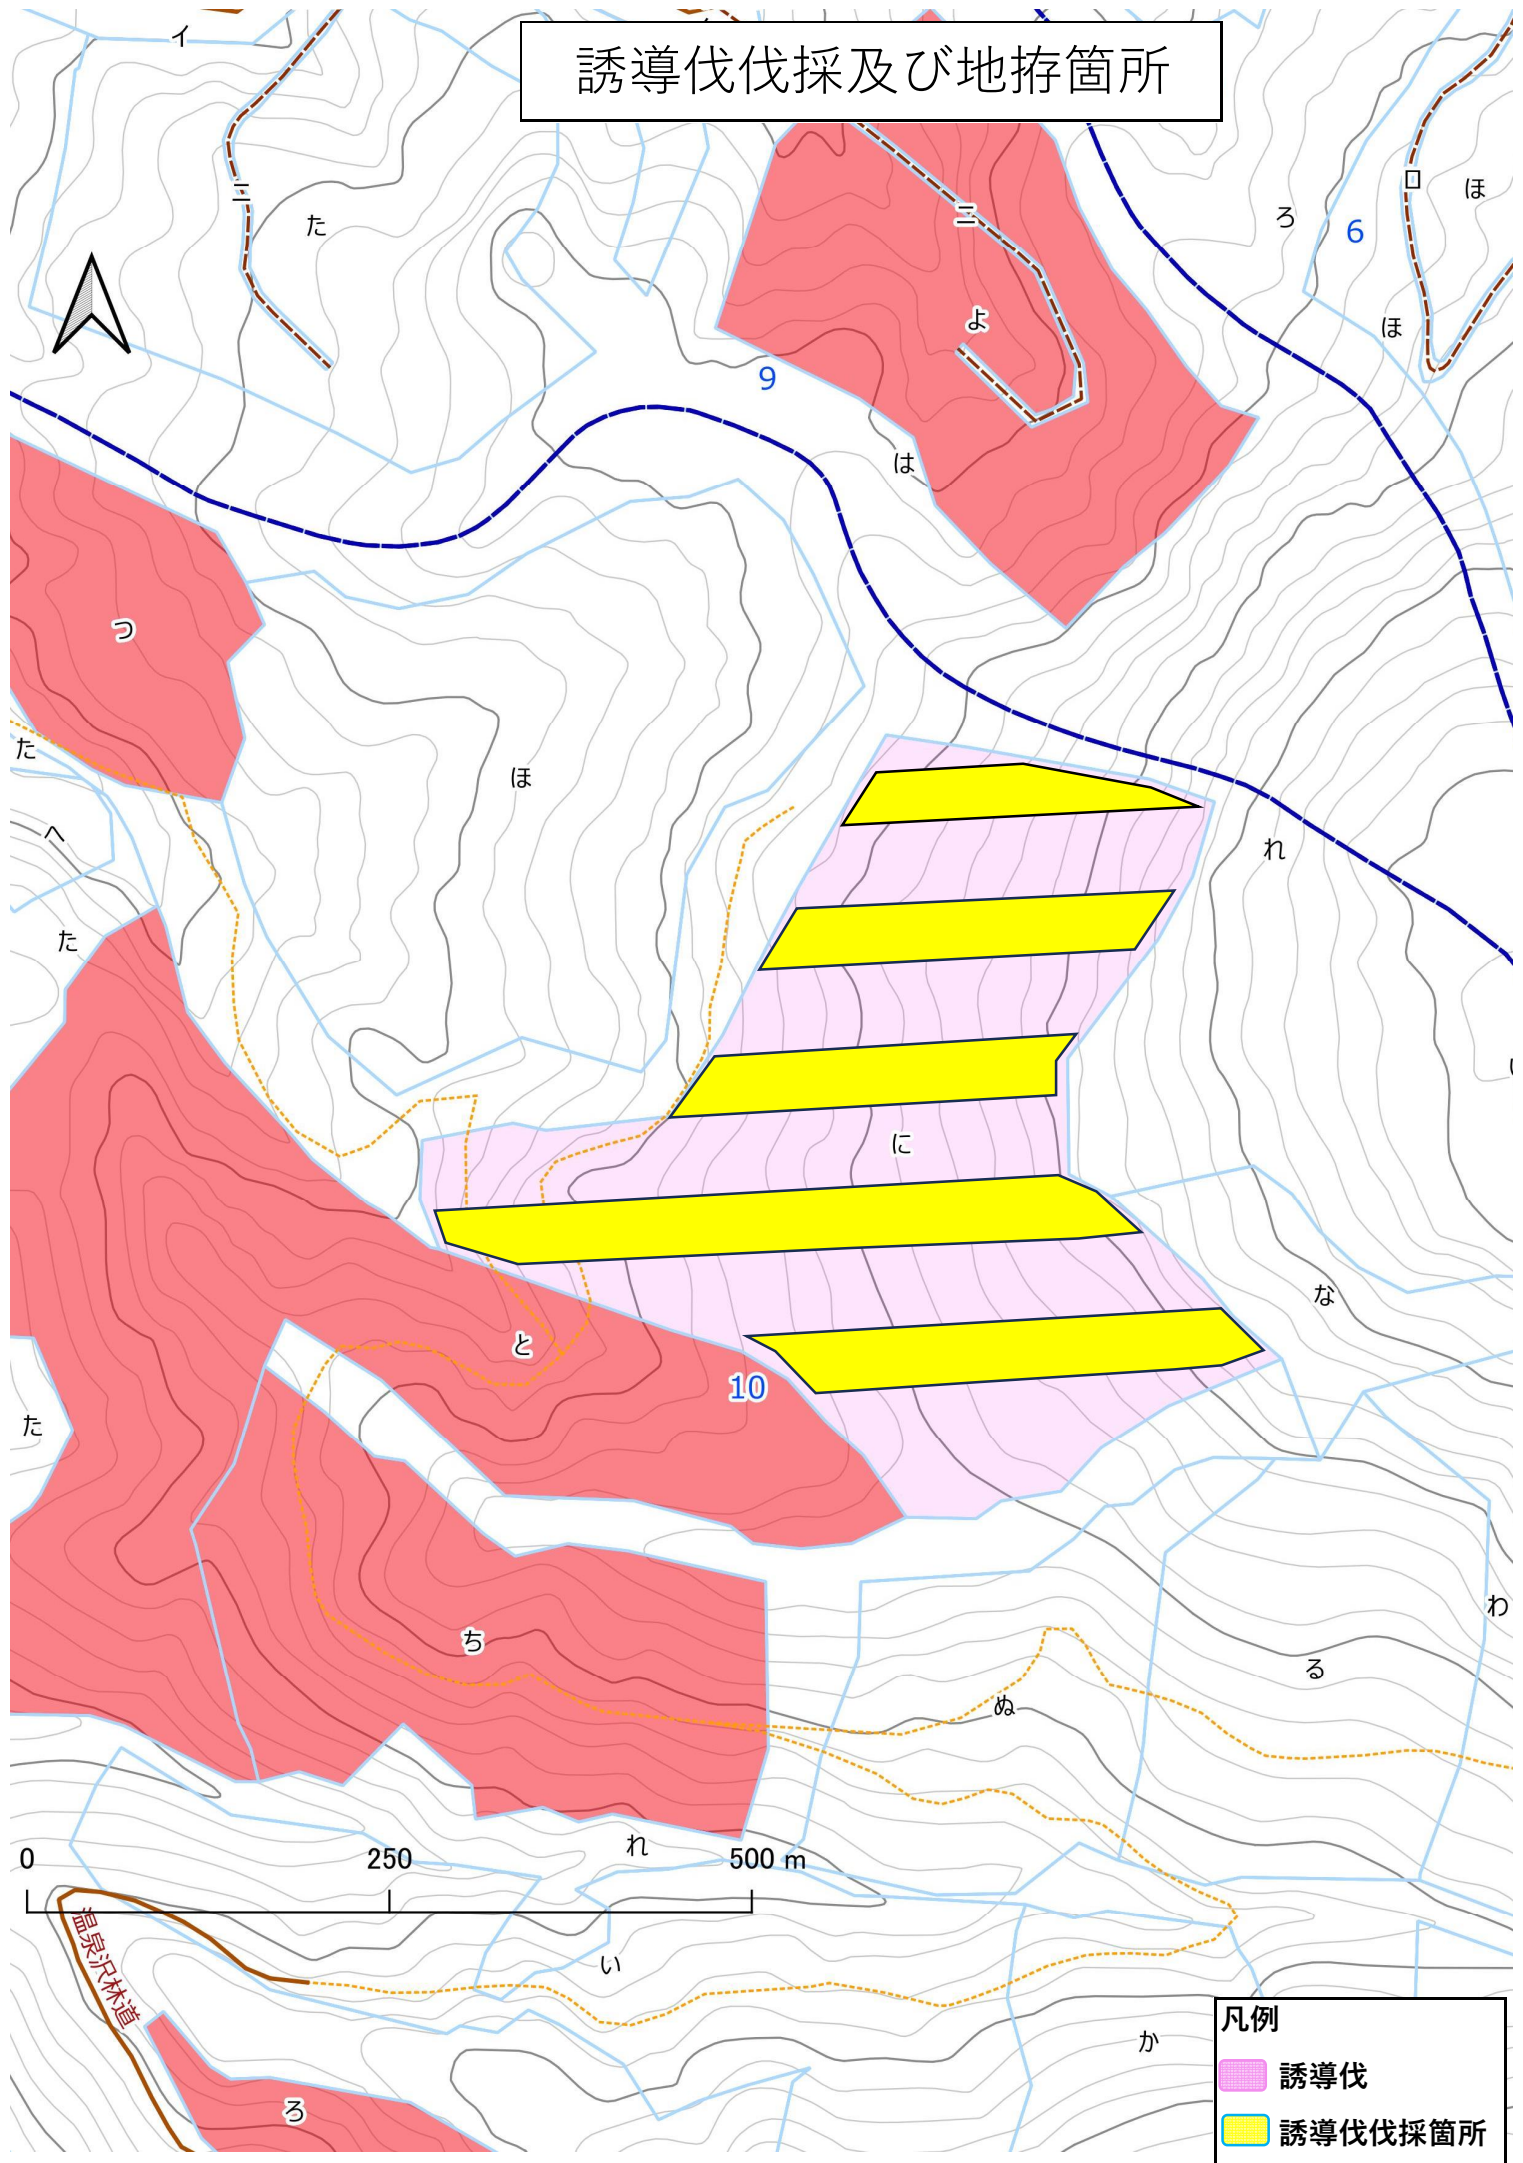 イ
誘導伐伐採及び地拵箇所
ニ
た
ニ
ろ
6
ロ
ほ
よ
ほ
9
は
つ
た
ほ
へ
れ
た
に
な
と
10
た
わ
ち
る
ぬ
れ
0 250 500 m
温泉沢林道
い
か
ろ
凡例
誘導伐
誘導伐伐採箇所